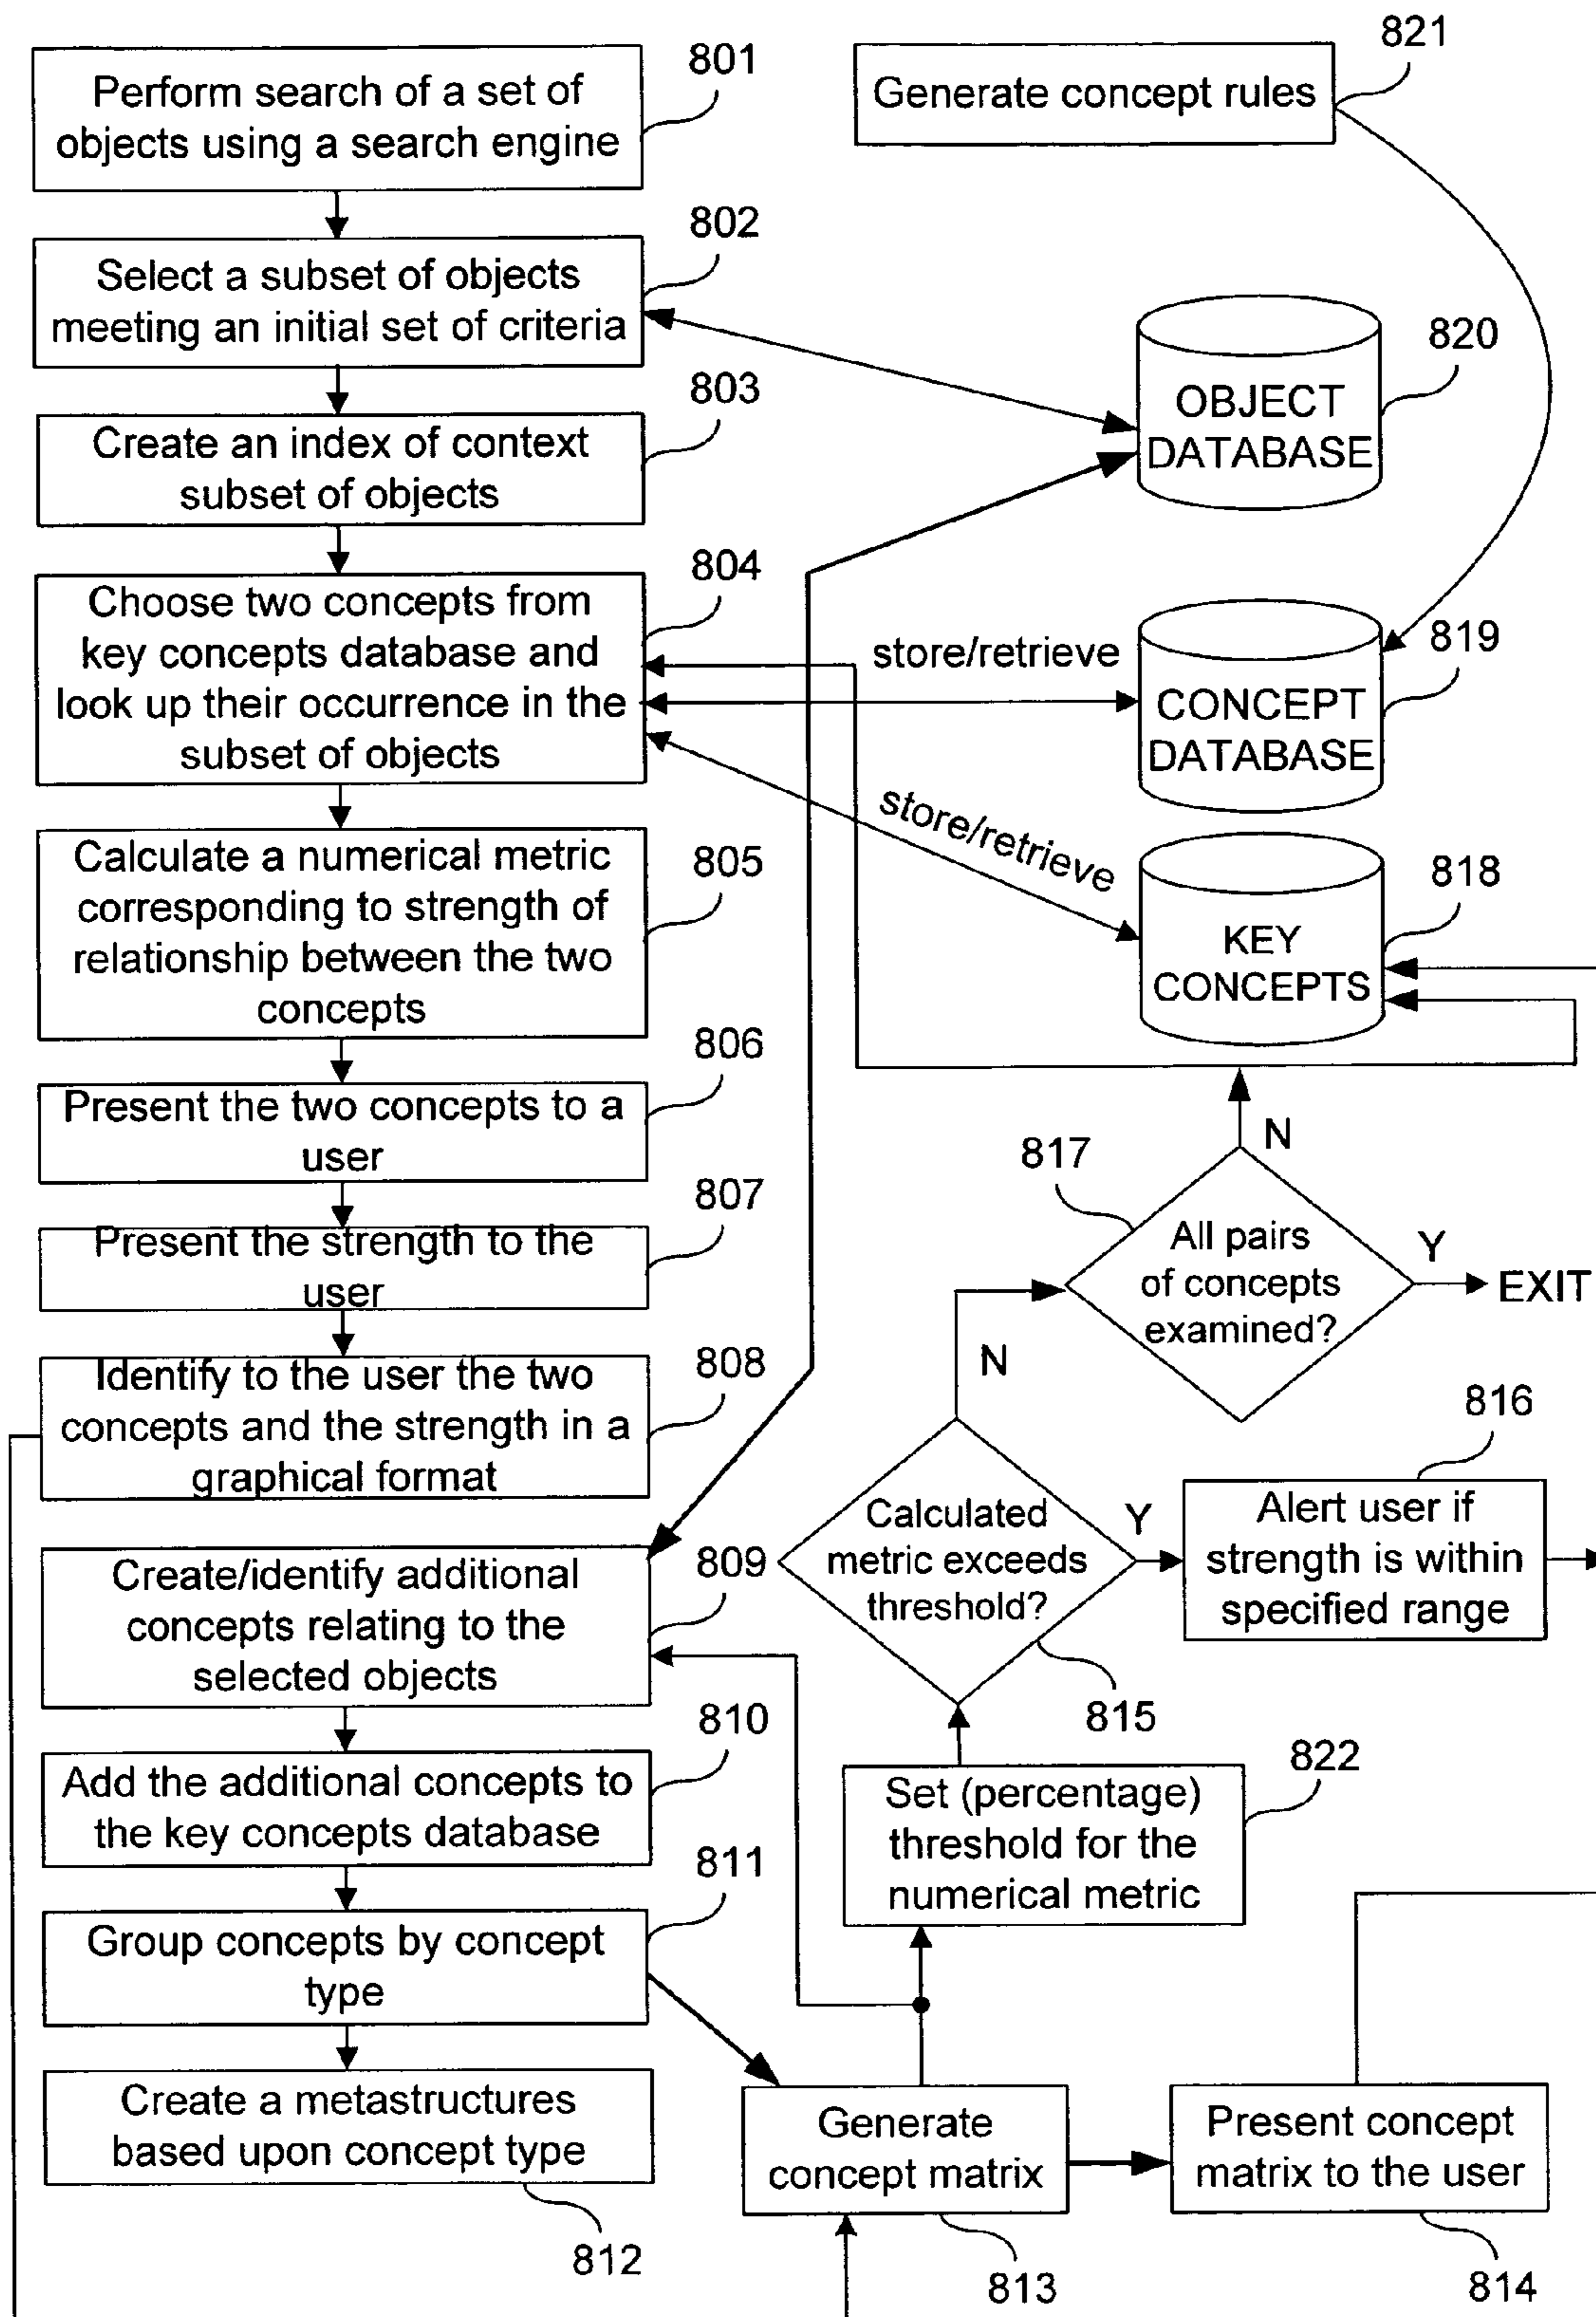 801
Perform search of a set of
objects using a search engine
802
Select a subset of objects
meeting an initial set of criteria
803
Create an index of context
subset of objects
804
Choose two concepts from
key concepts database and
look up their occurrence in the
subset of objects
805
Calculate a numerical metric
corresponding to strength of
relationship between the two
concepts
806
Present the two concepts to a
user
807
Present the strength to the
user
808
Identify to the user the two
concepts and the strength in a
graphical format
809
Create/identify additional
concepts relating to the
selected objects
810
Add the additional concepts to
the key concepts database
811
Group concepts by concept
type
Create a metastructures
based upon concept type
812
821
Generate concept rules
820
OBJECT
DATABASE
store/retrieve
819
CONCEPT
DATABASE
store/retrieve
818
KEY
CONCEPTS
N
817
All pairs
of concepts
examined?
Y
EXIT
N
816
Calculated
metric exceeds
threshold?
Y
Alert user if
strength is within
specified range
815
822
Set (percentage)
threshold for the
numerical metric
Generate
concept matrix
813
Present concept
matrix to the user
814